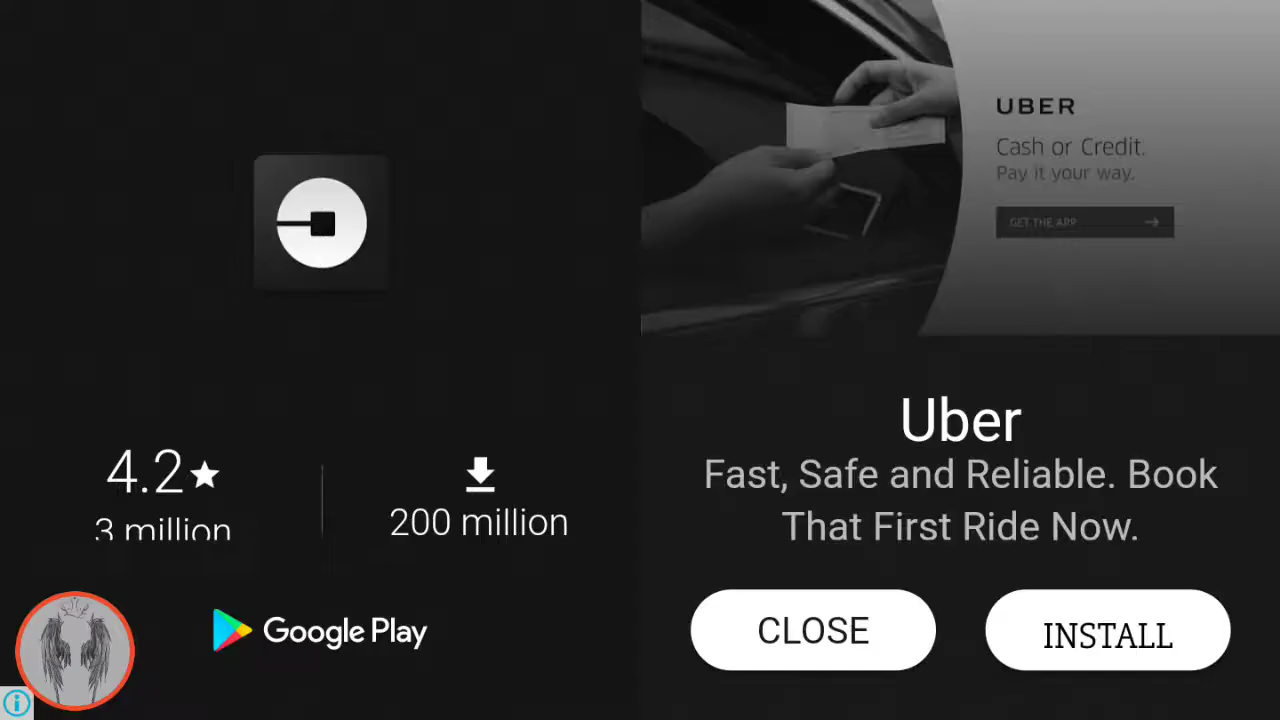 4.2
3 million
200 million
Google Play
UBER
Cash or Credit.
Pay it your way.
GET THE APP
Uber
Fast, Safe and Reliable. Book
That First Ride Now.
CLOSE
INSTALL